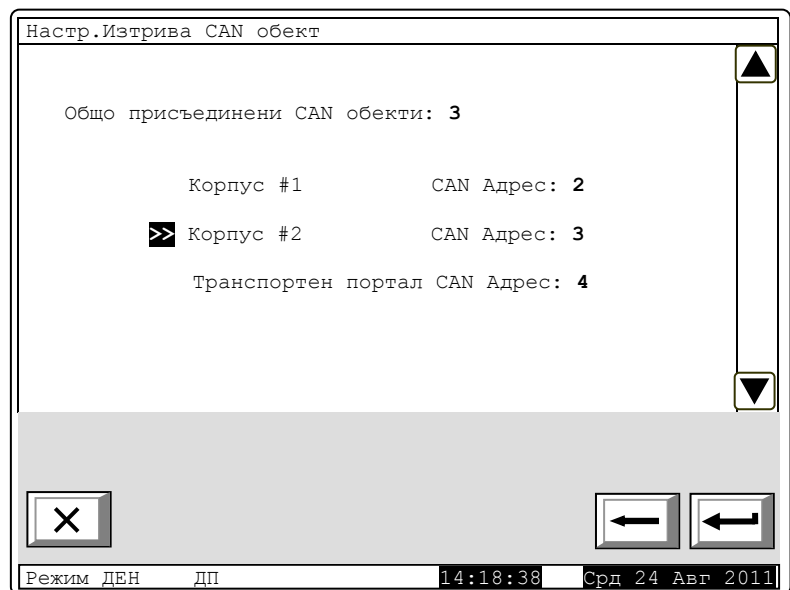 Настр.Изтрива CAN обект
Общо присъединени CAN обекти: 3
Корпус #1 CAN Адрес: 2
>> Корпус #2 CAN Адрес: 3
Транспортен портал CAN Адрес: 4
Режим ДЕН ДП 14:18:38 Срд 24 Авг 2011